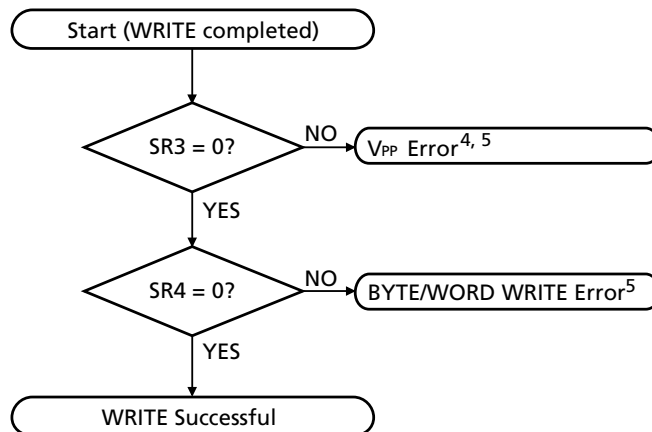 Start (WRITE completed)
SR3 = 0?
NO
VPP Error4, 5
YES
SR4 = 0?
NO
BYTE/WORD WRITE Error5
YES
WRITE Successful